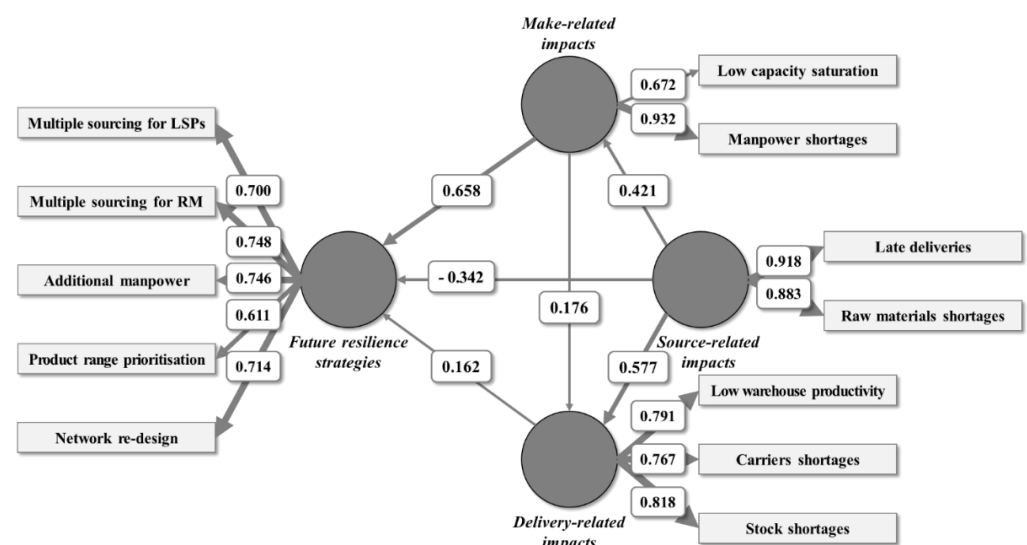 Make-related
impacts
Low capacity saturation
0.672
0.932
Manpower shortages
Multiple sourcing for LSPs
0.700
Multiple sourcing for RM
0.748
0.658
0.421
Late deliveries
0.918
0.883
Raw materials shortages
Additional manpower
0.746
- 0.342
0.176
0.611
Product range prioritisation
0.714
Future resilience
strategies
Source-related
impacts
0.162
0.577
Low warehouse productivity
0.791
Network re-design
0.767
Carriers shortages
0.818
Stock shortages
Delivery-related
impacts